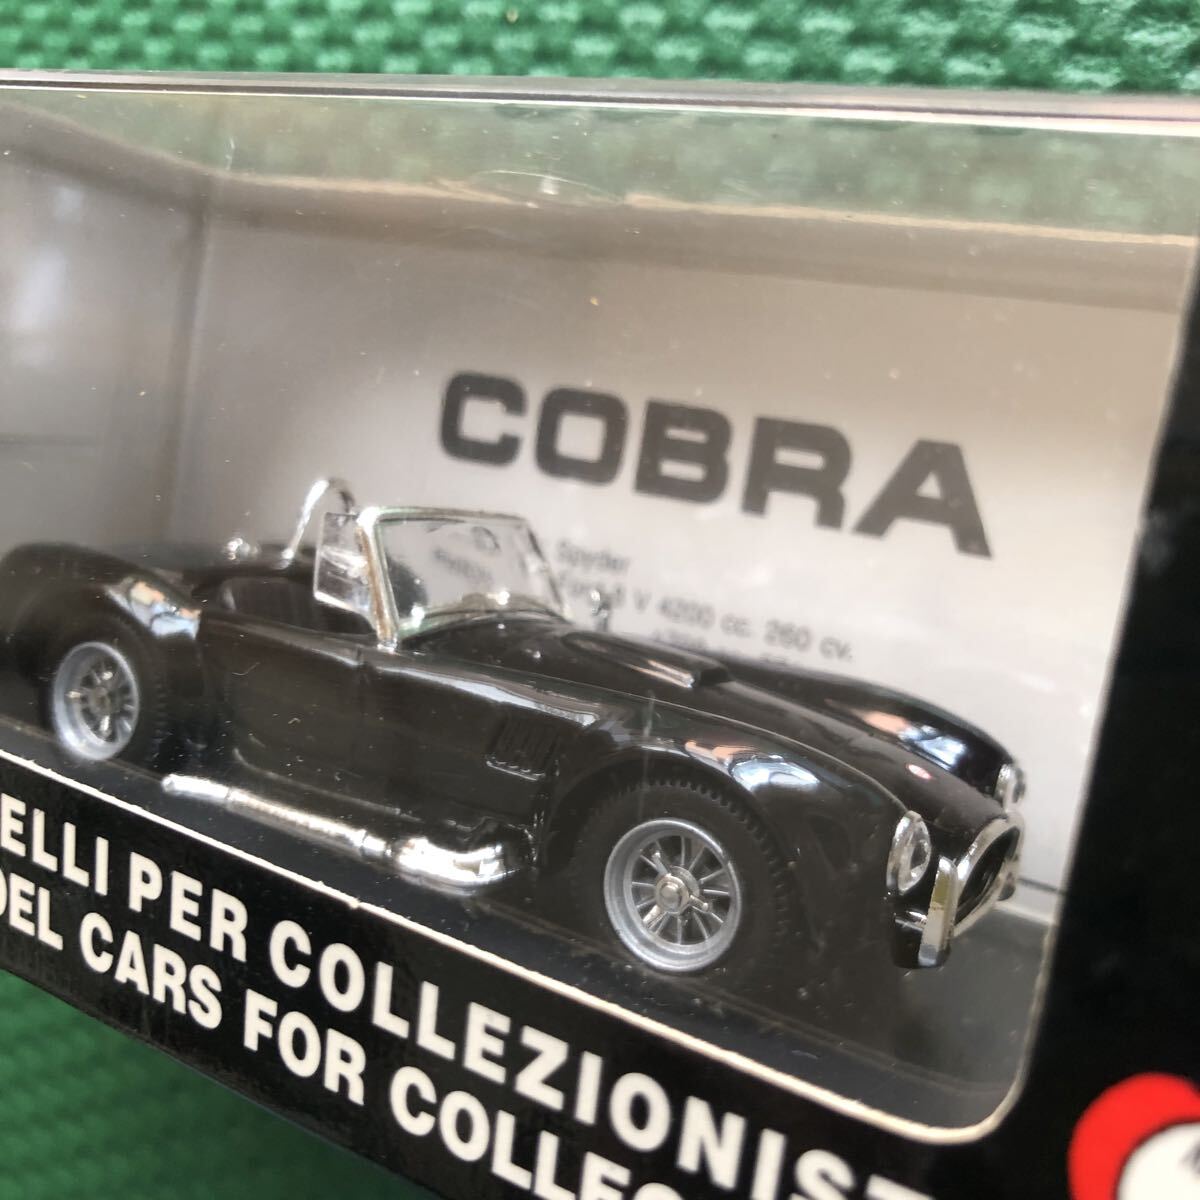 COBRA
Spyder
V 4200 cc. 260 cv.
ELLI PER COLLEZIONIST
DEL CARS FOR COLLEC